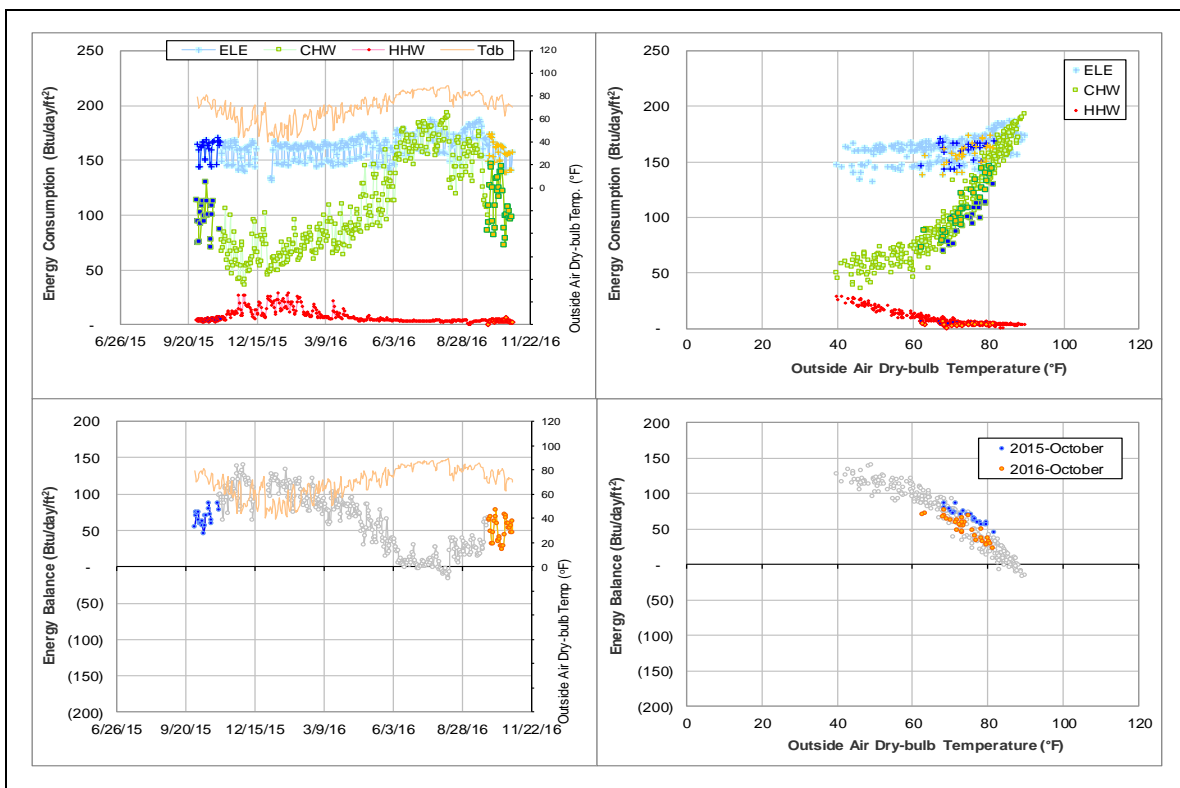 ELE CHW HHW Tdb
Energy Consumption (Btu/day/ft²)
250
200
150
100
50
-
120
100
80
60
40
20
0
Outside Air Dry-bulb Temp. (°F)
6/26/15 9/20/15 12/15/15 3/9/16 6/3/16 8/28/16 11/22/16
Energy Consumption (Btu/day/ft²)
250
200
150
100
50
-
ELE
CHW
HHW
0 20 40 60 80 100 120
Outside Air Dry-bulb Temperature (°F)
Energy Balance (Btu/day/ft²)
200
150
100
50
-
(50)
(100)
(150)
(200)
120
100
80
60
40
20
0
Outside Air Dry-bulb Temp (°F)
6/26/15 9/20/15 12/15/15 3/9/16 6/3/16 8/28/16 11/22/16
Energy Balance (Btu/day/ft²)
200
150
100
50
-
(50)
(100)
(150)
(200)
2015-October
2016-October
0 20 40 60 80 100 120
Outside Air Dry-bulb Temperature (°F)